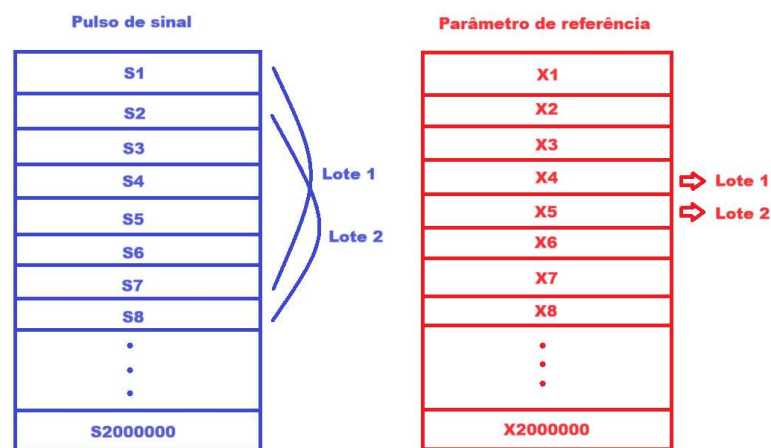 Pulso de sinal
S1
S2
S3
S4
S5
S6
S7
S8
S2000000
Lote 1
Lote 2
Parâmetro de referência
X1
X2
X3
X4
X5
X6
X7
X8
X2000000
Lote 1
Lote 2